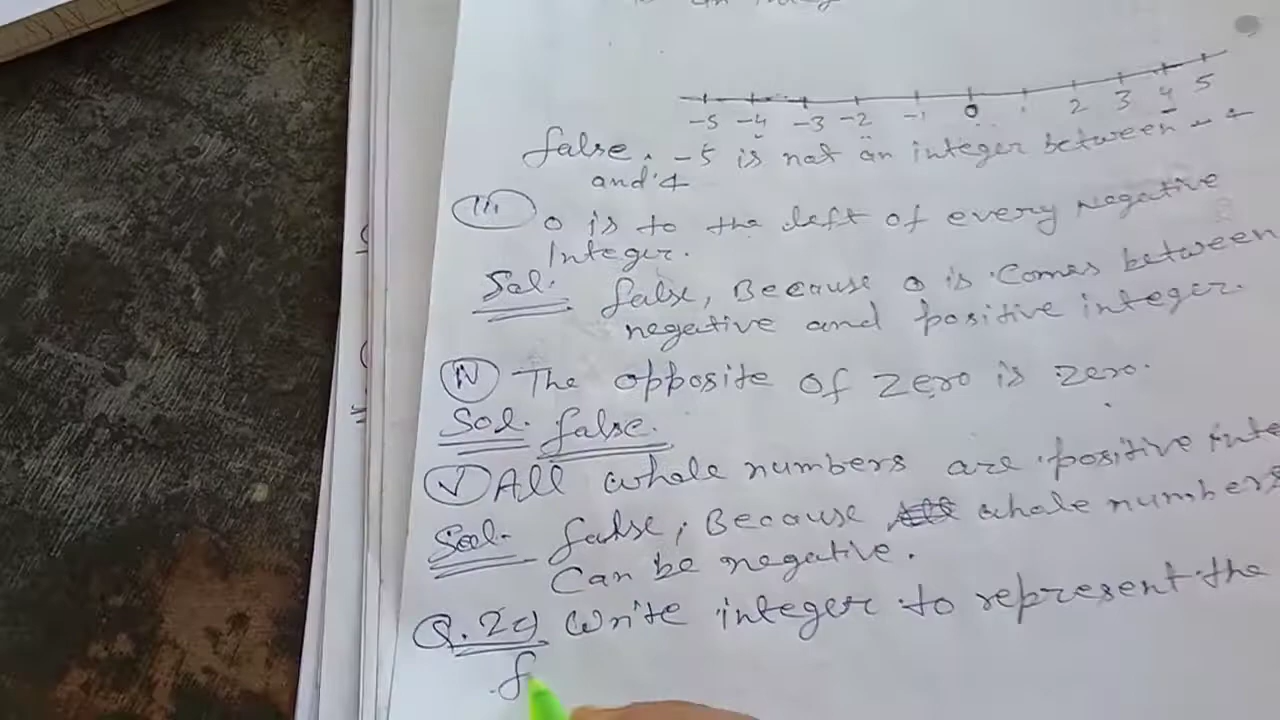 -5 -4 -3 -2 -1 0 2 3 4 5
false. -5 is not an integer between -4
and 4
(iii) 0 is to the left of every negative
Integer.
Sol. false, Because 0 is comes between
negative and positive integer.
(iv) The opposite of zero is zero.
Sol. false.
(v) All whole numbers are positive inte
Sol- false, Because whole numbers
can be negative.
Q.2) Write integer to represent the
f